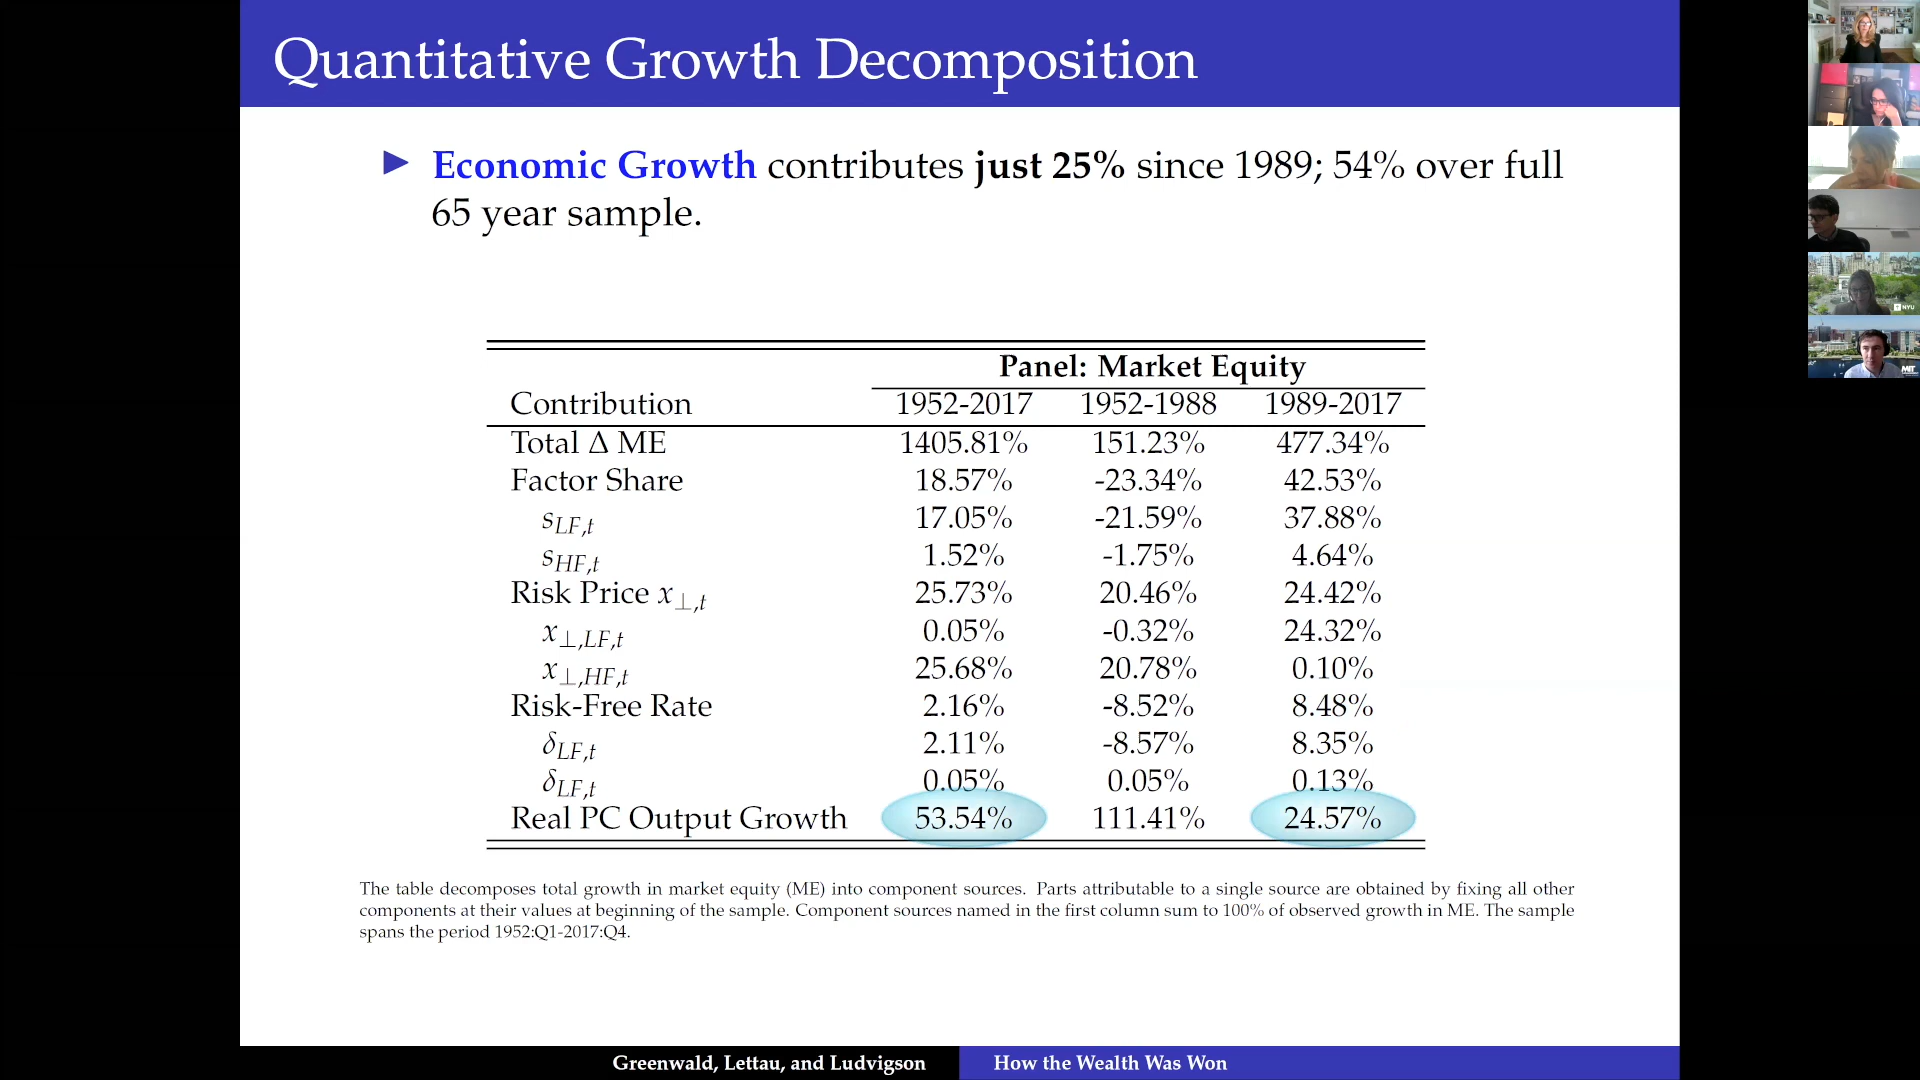 Quantitative Growth Decomposition
▶ Economic Growth contributes just 25% since 1989; 54% over full
65 year sample.
Panel: Market Equity
Contribution 1952-2017 1952-1988 1989-2017
Total Δ ME 1405.81% 151.23% 477.34%
Factor Share 18.57% -23.34% 42.53%
s_{LF,t} 17.05% -21.59% 37.88%
s_{HF,t} 1.52% -1.75% 4.64%
Risk Price x_{⊥,t} 25.73% 20.46% 24.42%
x_{⊥,LF,t} 0.05% -0.32% 24.32%
x_{⊥,HF,t} 25.68% 20.78% 0.10%
Risk-Free Rate 2.16% -8.52% 8.48%
δ_{LF,t} 2.11% -8.57% 8.35%
δ_{LF,t} 0.05% 0.05% 0.13%
Real PC Output Growth 53.54% 111.41% 24.57%
The table decomposes total growth in market equity (ME) into component sources. Parts attributable to a single source are obtained by fixing all other
components at their values at beginning of the sample. Component sources named in the first column sum to 100% of observed growth in ME. The sample
spans the period 1952:Q1-2017:Q4.
Greenwald, Lettau, and Ludvigson How the Wealth Was Won
NYU
MIT